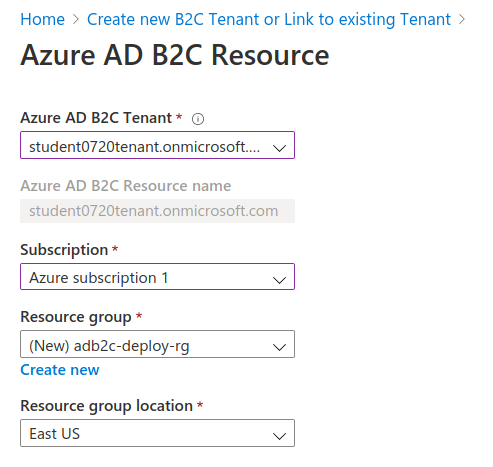 Home > Create new B2C Tenant or Link to existing Tenant >
Azure AD B2C Resource
Azure AD B2C Tenant *
student0720tenant.onmicrosoft....
Azure AD B2C Resource name
student0720tenant.onmicrosoft.com
Subscription *
Azure subscription 1
Resource group *
(New) adb2c-deploy-rg
Create new
Resource group location *
East US